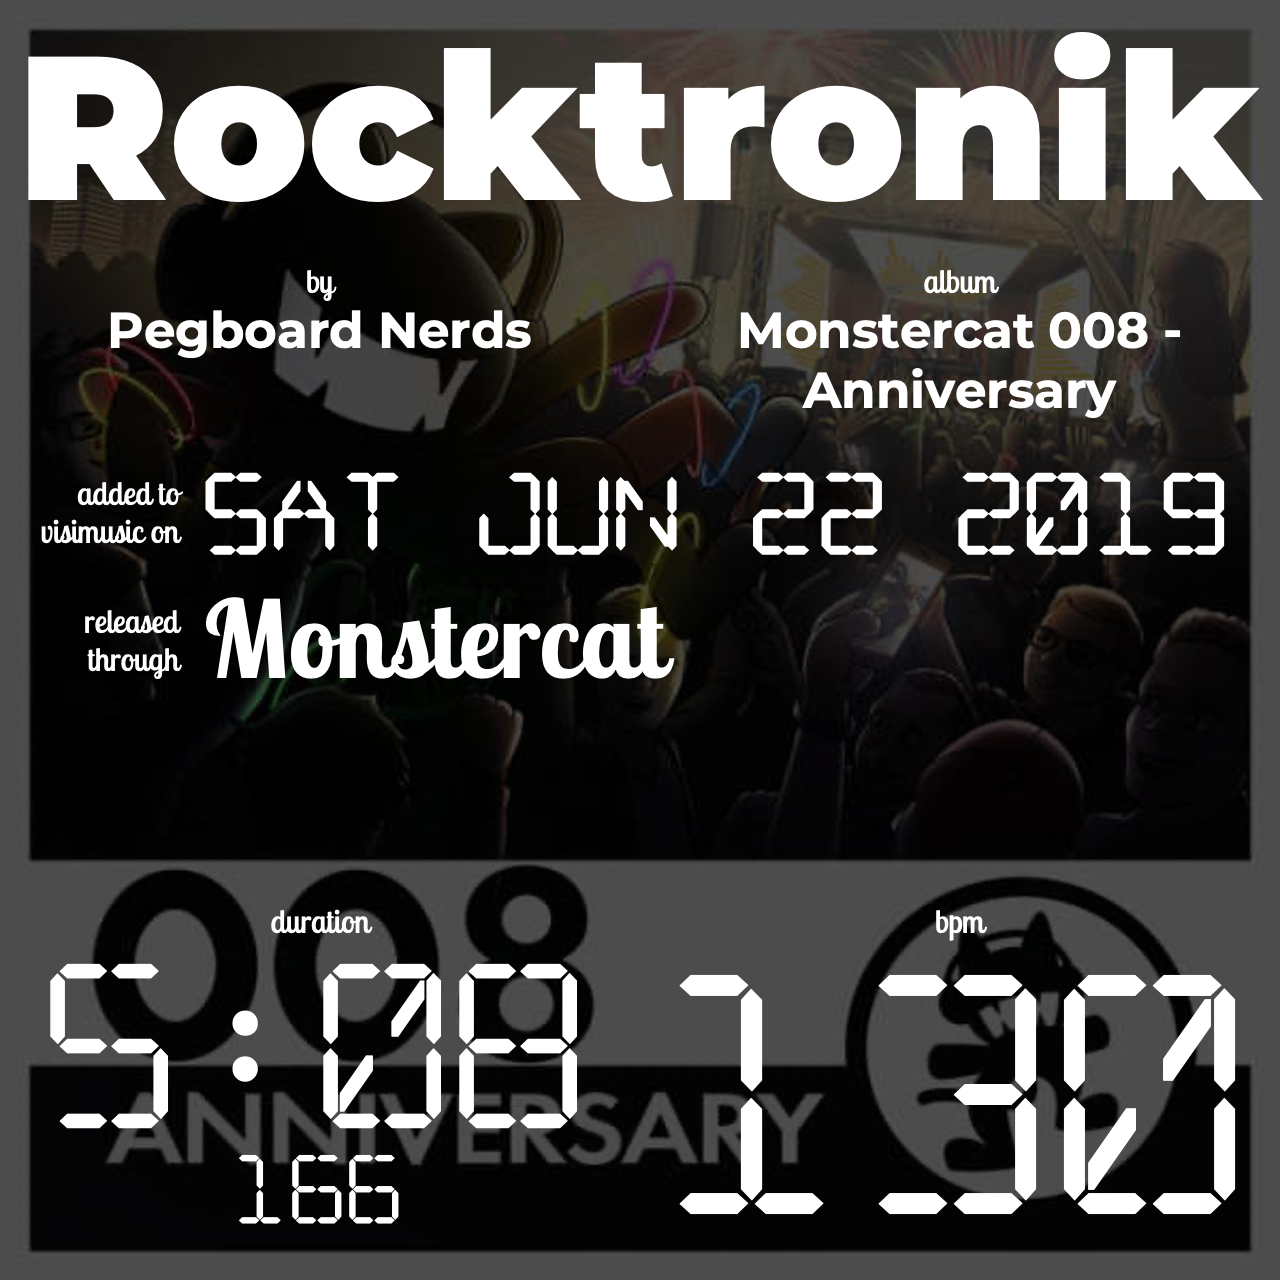 Rocktronik
by
Pegboard Nerds
album
Monstercat 008 -
Anniversary
added to
visimusic on
SAT JUN 22 2019
released
through
Monstercat
008
ANNIVERSARY
duration
5:08
166
bpm
130